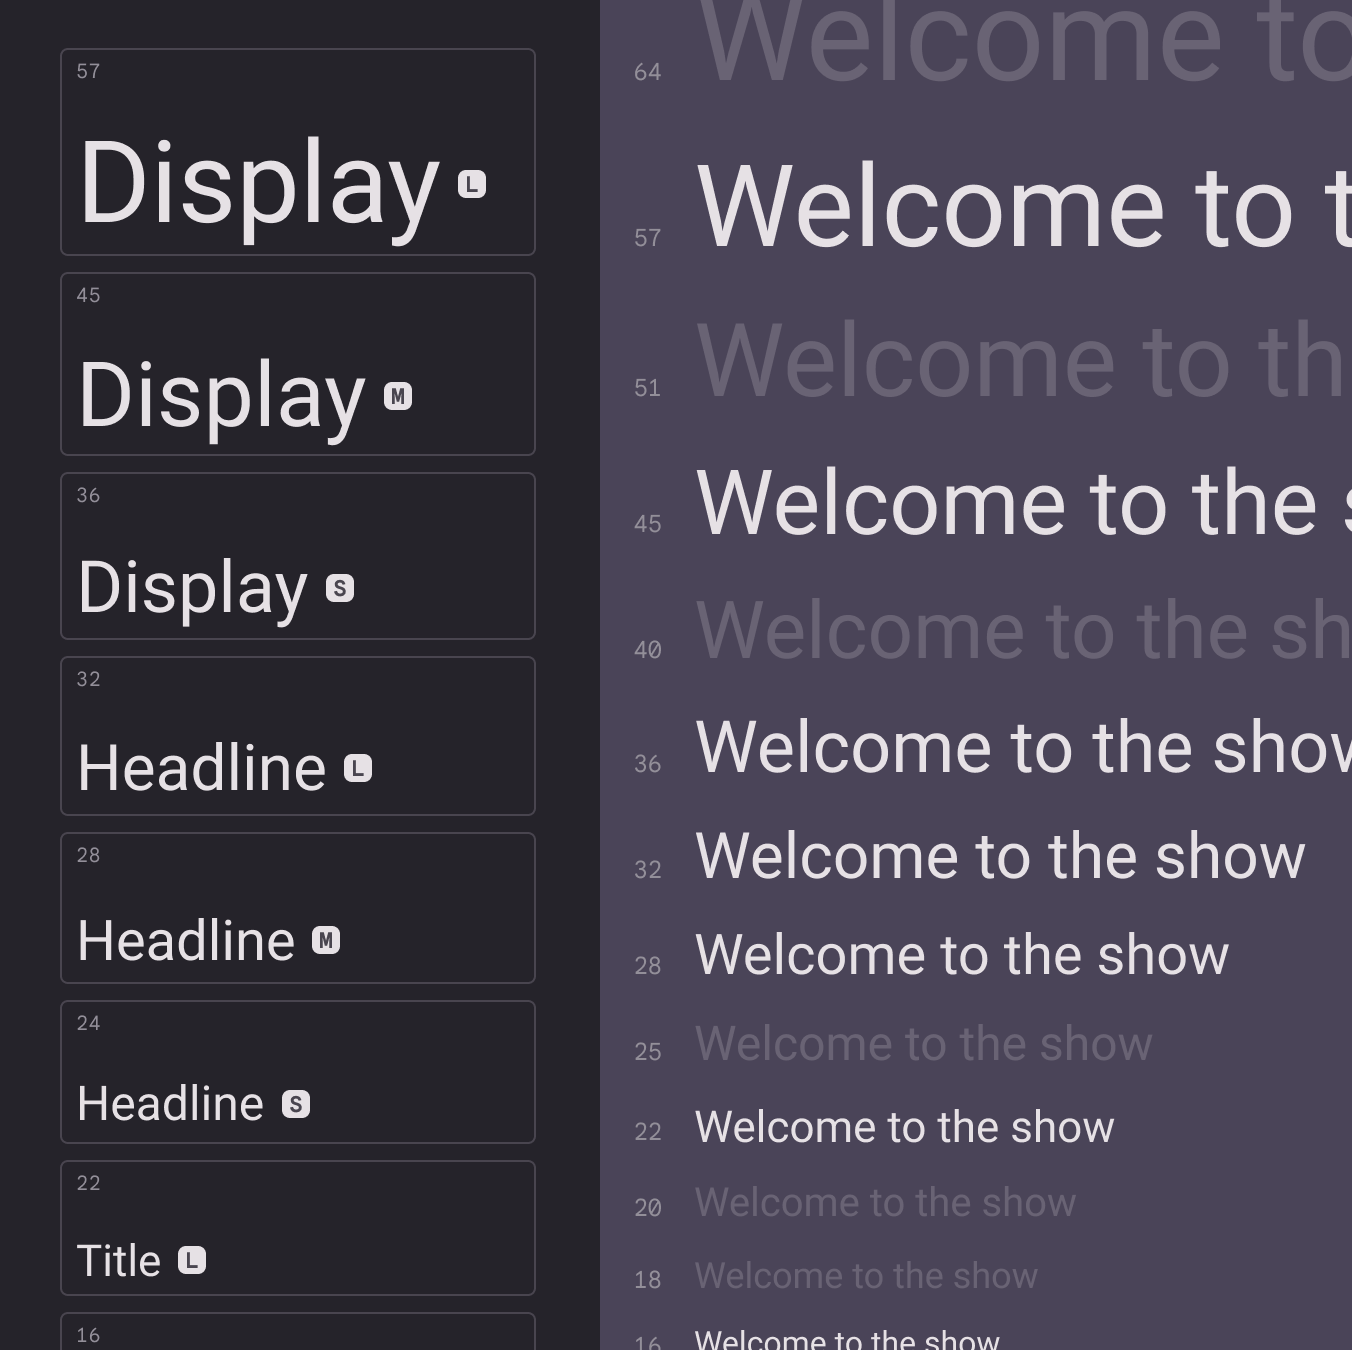 57
Display L
45
Display M
36
Display S
32
Headline L
28
Headline M
24
Headline S
22
Title L
16
64 Welcome to
57 Welcome to t
51 Welcome to th
45 Welcome to the s
40 Welcome to the sh
36 Welcome to the show
32 Welcome to the show
28 Welcome to the show
25 Welcome to the show
22 Welcome to the show
20 Welcome to the show
18 Welcome to the show
16 Welcome to the show